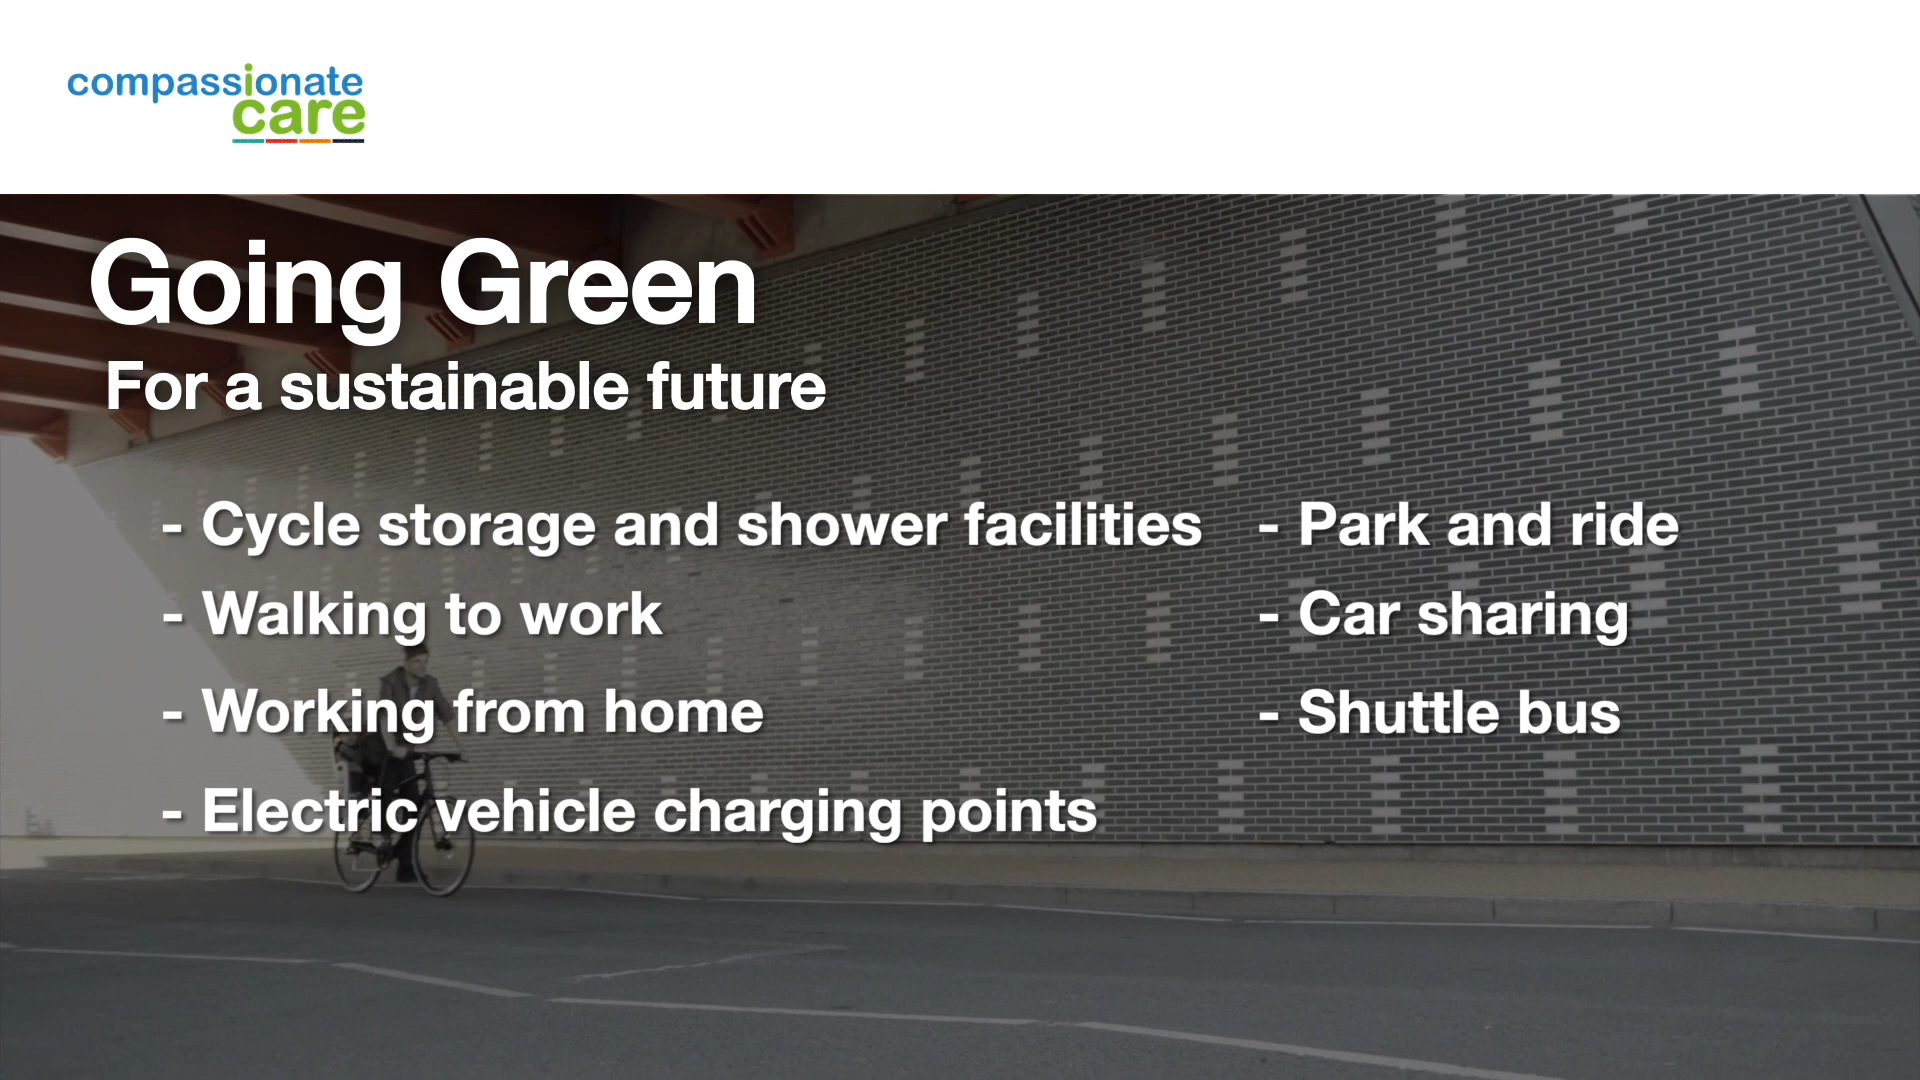 compassionate
care
Going Green
For a sustainable future
- Cycle storage and shower facilities
- Walking to work
- Working from home
- Electric vehicle charging points
- Park and ride
- Car sharing
- Shuttle bus